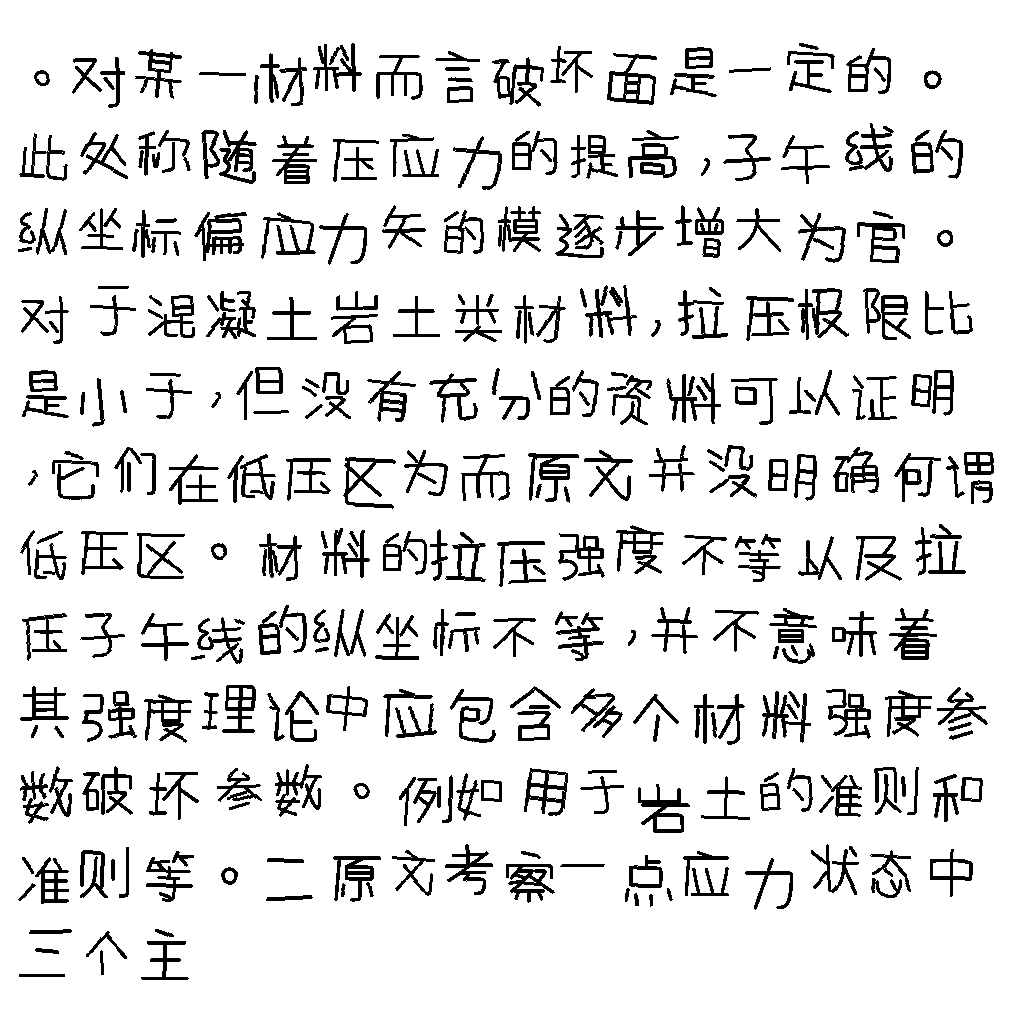 。对某一材料而言破坏面是一定的。
此处称随着压应力的提高,子午线的
纵坐标偏应力矢的模逐步增大为官。
对于混凝土岩土类材料,拉压极限比
是小于,但没有充分的资料可以证明
,它们在低压区为而原文并没明确何谓
低压区。材料的拉压强度不等以及拉
压子午线的纵坐标不等,并不意味着
其强度理论中应包含多个材料强度参
数破坏参数。例如用于岩土的准则和
准则等。二原文考察一点应力状态中
三个主